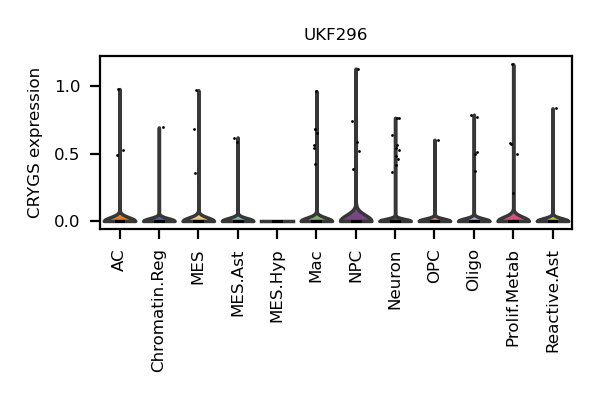 UKF296
CRYGS expression
1.0
0.5
0.0
AC
Chromatin.Reg
MES
MES.Ast
MES.Hyp
Mac
NPC
Neuron
OPC
Oligo
Prolif.Metab
Reactive.Ast